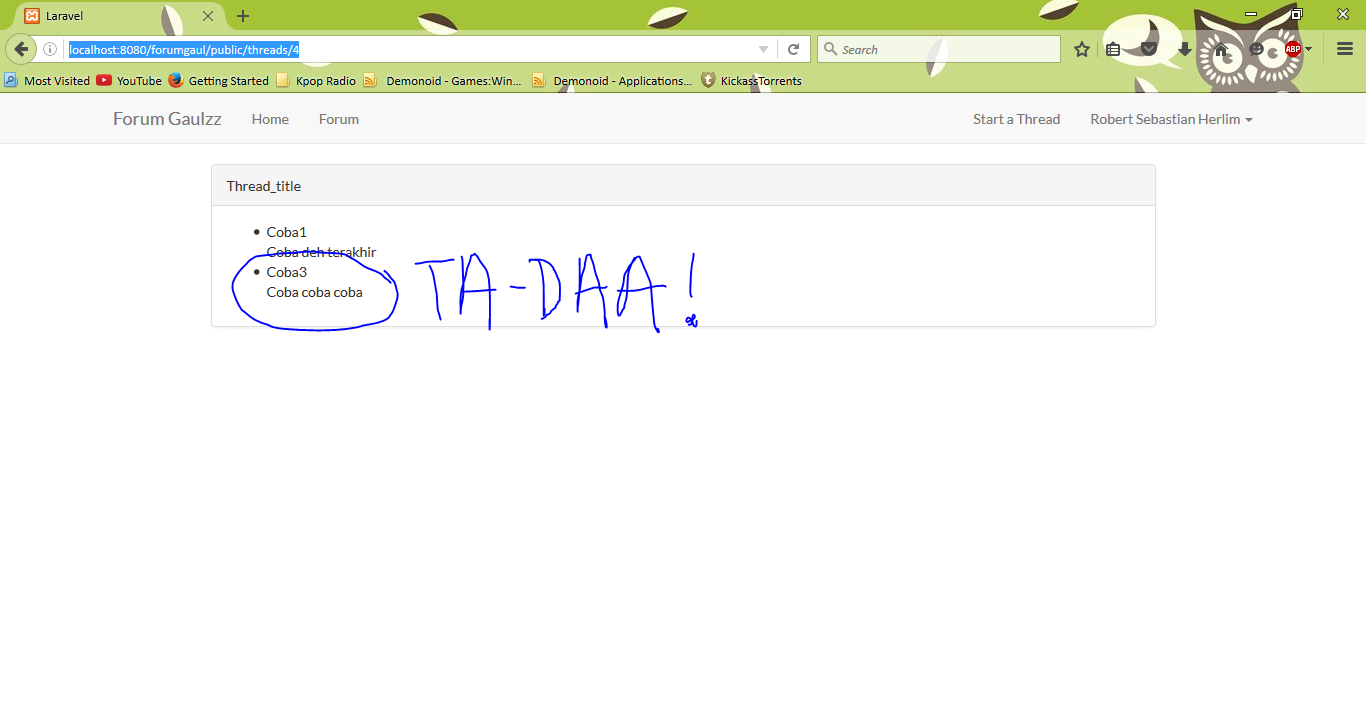 Laravel
localhost:8080/forumgaul/public/threads/4
Search
ABP
Most Visited YouTube Getting Started Kpop Radio Demonoid - Games:Win... Demonoid - Applications... KickassTorrents
Forum Gaulzz Home Forum Start a Thread Robert Sebastian Herlim
Thread_title
Coba1
Coba deh terakhir
Coba3
Coba coba coba
TA-DAA!